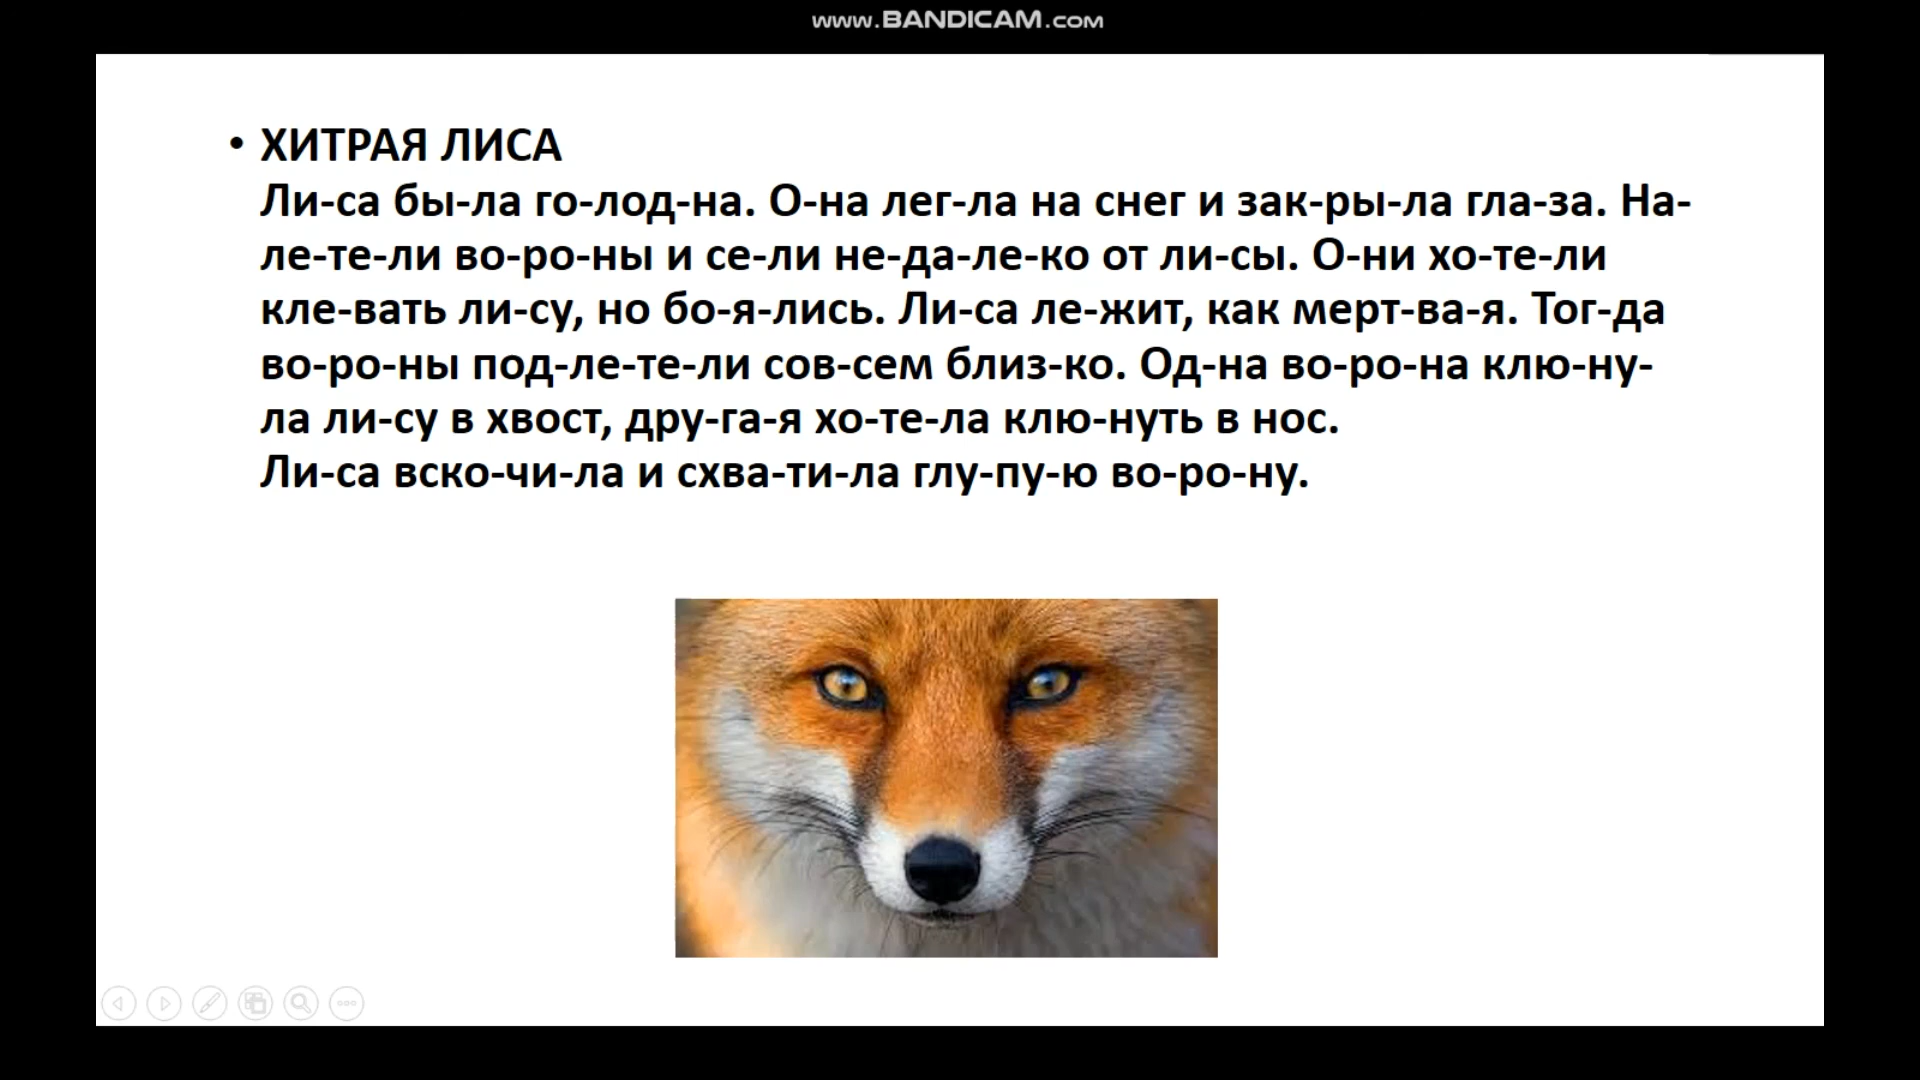 www.BANDICAM.com
• ХИТРАЯ ЛИСА
Ли-са бы-ла го-лод-на. О-на лег-ла на снег и зак-ры-ла гла-за. На-
ле-те-ли во-ро-ны и се-ли не-да-ле-ко от ли-сы. О-ни хо-те-ли
кле-вать ли-су, но бо-я-лись. Ли-са ле-жит, как мерт-ва-я. Тог-да
во-ро-ны под-ле-те-ли сов-сем близ-ко. Од-на во-ро-на клю-ну-
ла ли-су в хвост, дру-га-я хо-те-ла клю-нуть в нос.
Ли-са вско-чи-ла и схва-ти-ла глу-пу-ю во-ро-ну.